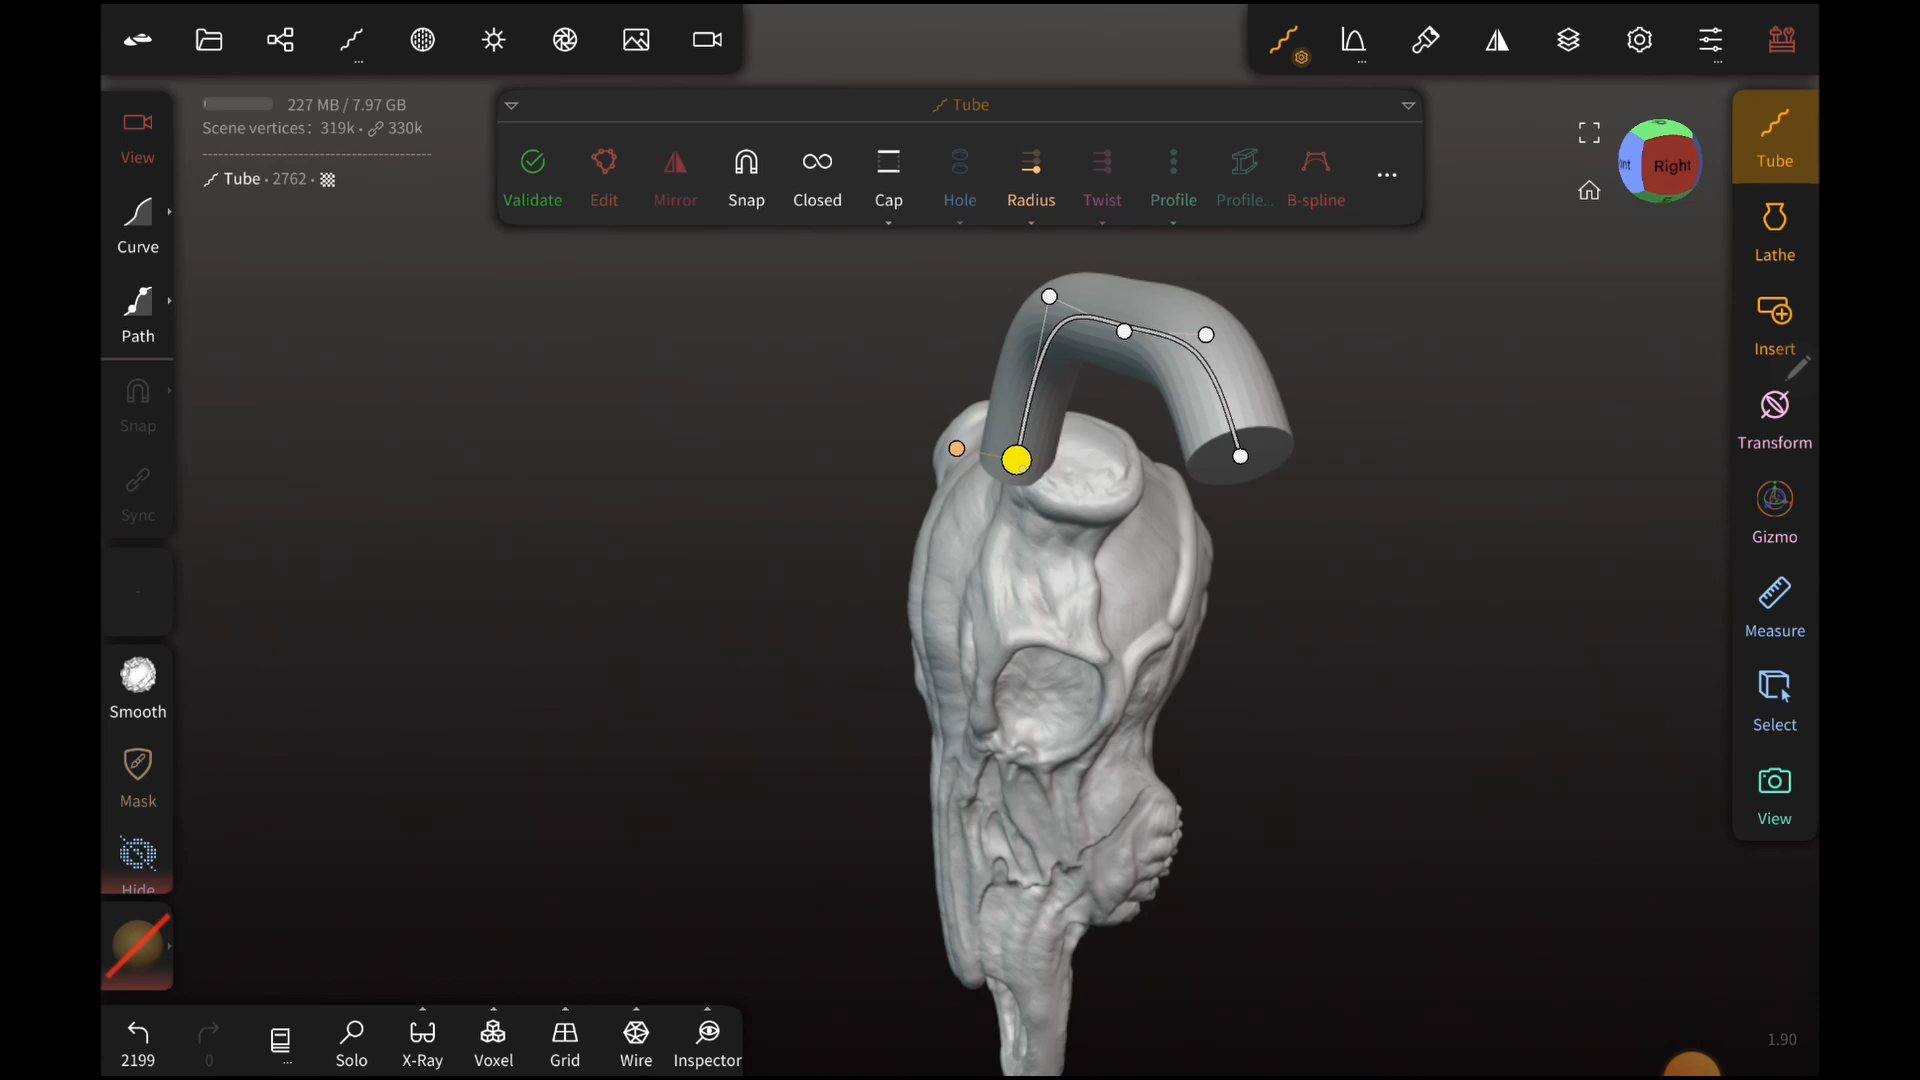 227 MB / 7.97 GB
Scene vertices: 319k • 330k
Tube • 2762 •
Tube
Validate
Edit
Mirror
Snap
Closed
Cap
Hole
Radius
Twist
Profile
Profile...
B-spline
...
nt
Right
View
Curve
Path
Snap
Sync
Smooth
Mask
Hide
Tube
Lathe
Insert
Transform
Gizmo
Measure
Select
View
2199
0
...
Solo
X-Ray
Voxel
Grid
Wire
Inspector
1.90